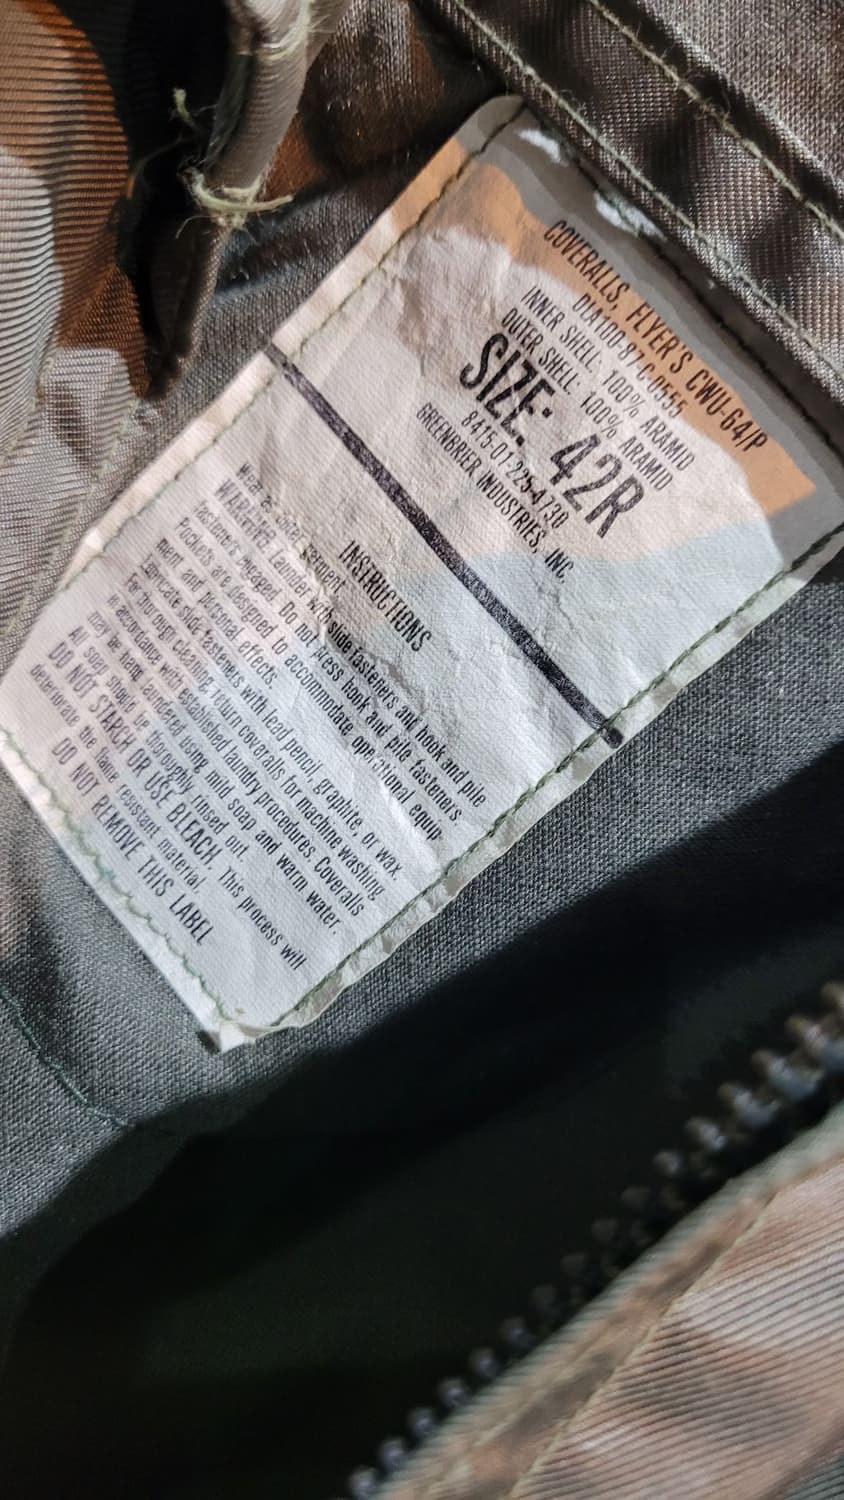 COVERALLS, FLYER'S CWU-64/P
DLA100-87-C-0555
INNER SHELL: 100% ARAMID
OUTER SHELL: 100% ARAMID
SIZE: 42R
8415-01-225-4730
GREENBRIER INDUSTRIES, INC.
INSTRUCTIONS
Wear as outer garment
WARNING Launder with slide fasteners and hook and pile
fasteners engaged. Do not press hook and pile fasteners.
Pockets are designed to accommodate operational equip-
ment and personal effects.
Lubricate slide fasteners with lead pencil, graphite, or wax.
For thorough cleaning return coveralls for machine washing
in accordance with established laundry procedures. Coveralls
may be hand laundered using mild soap and warm water.
All soap should be thoroughly rinsed out.
DO NOT STARCH OR USE BLEACH. This process will
deteriorate the flame resistant material.
DO NOT REMOVE THIS LABEL